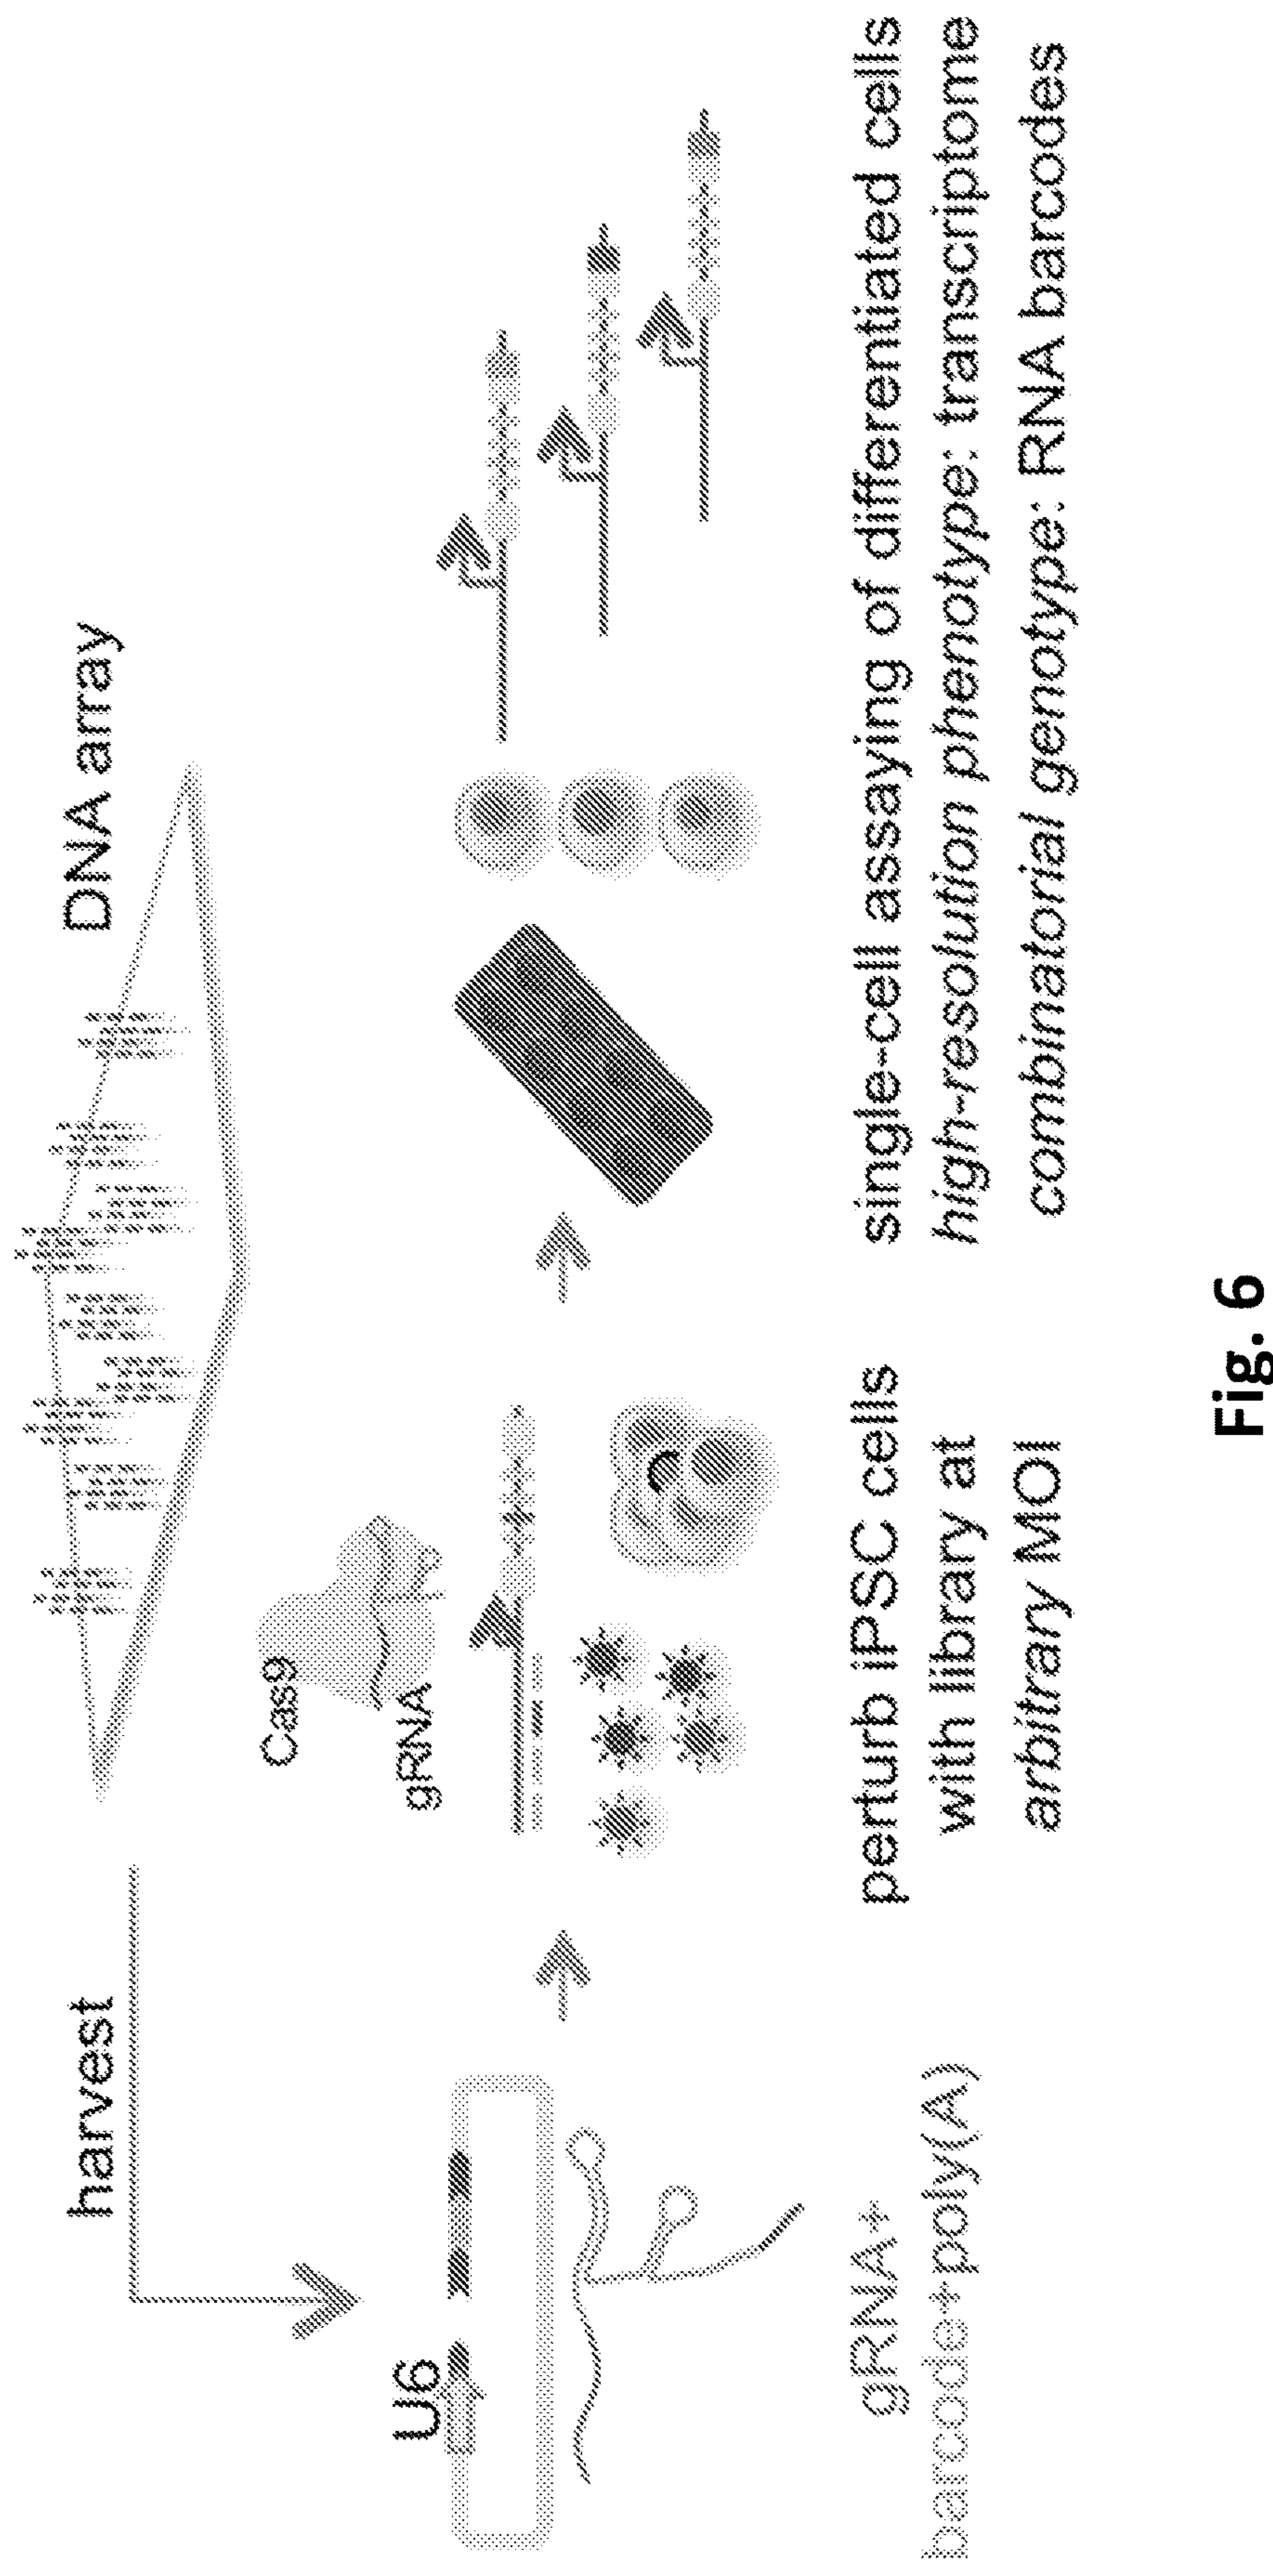 harvest
DNA array
U6
Cas9
gRNA
gRNA+
barcode+poly(A)
perturb iPSC cells
with library at
arbitrary MOI
single-cell assaying of differentiated cells
high-resolution phenotype: transcriptome
combinatorial genotype: RNA barcodes
Fig. 6